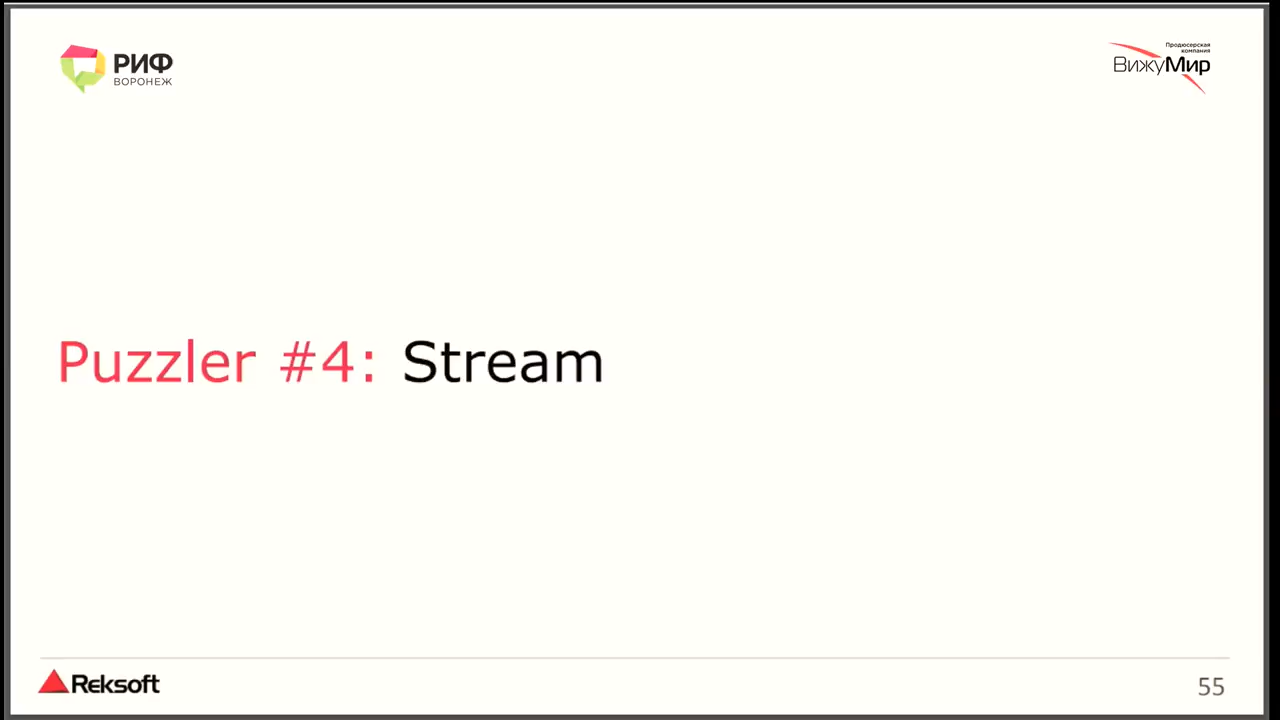 РИФ
ВОРОНЕЖ
Продюсерская
компания
ВижуМир
Puzzler #4: Stream
Reksoft
55